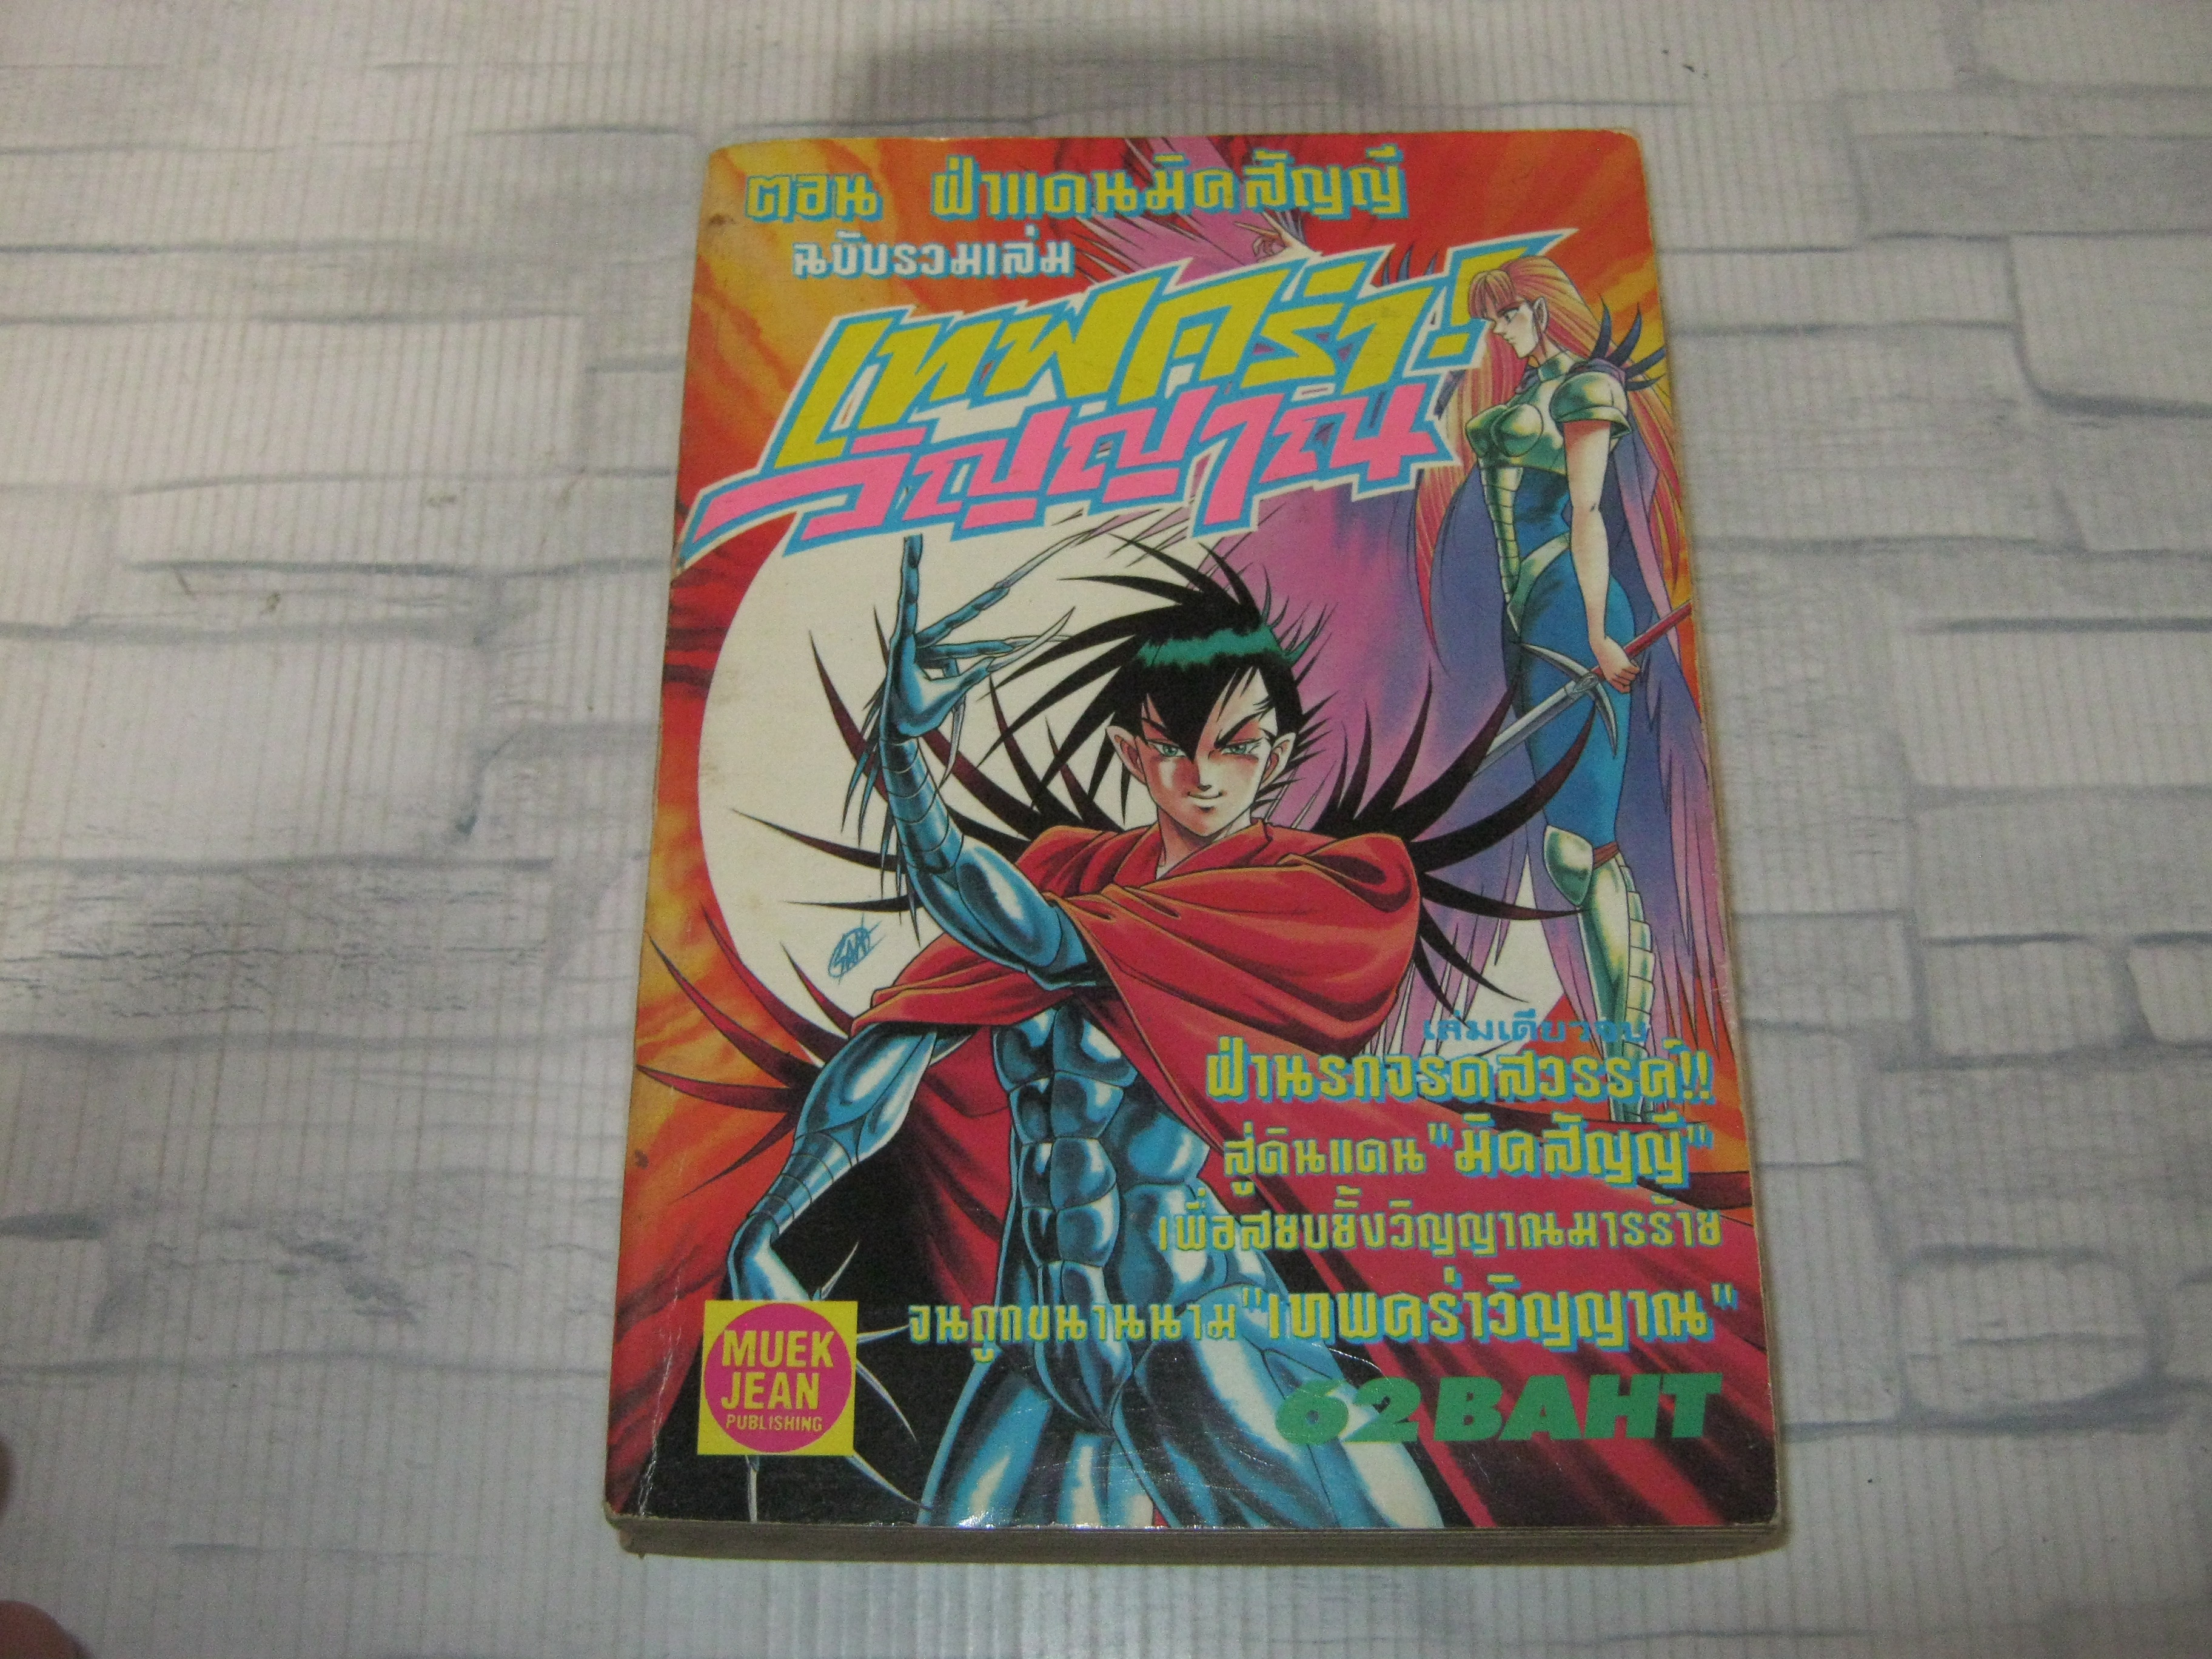 ตอน ฝ่าแดนมิคสัญญี
ฉบับรวมเล่ม
เทพคร่า!
วิญญาณ
เล่มเดียวจบ
ฝ่านรกจรดสวรรค์!!
สู่ดินแดน "มิคสัญญี"
เพื่อสยบยั้งวิญญาณมารร้าย
จนถูกขนานนาม "เทพคร่าวิญญาณ"
62 BAHT
MUEK
JEAN
PUBLISHING